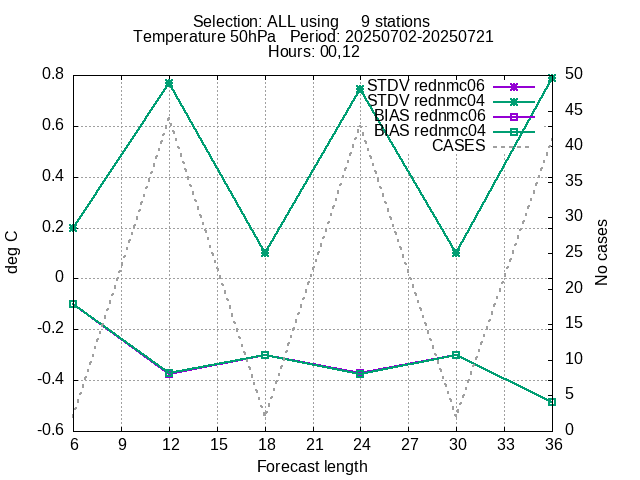 Selection: ALL using     9 stations
Temperature 50hPa   Period: 20250702-20250721
Hours: 00,12
STDV rednmc06
STDV rednmc04
BIAS rednmc06
BIAS rednmc04
CASES
deg C
0.8
0.6
0.4
0.2
0
-0.2
-0.4
-0.6
No cases
50
45
40
35
30
25
20
15
10
5
0
6 9 12 15 18 21 24 27 30 33 36
Forecast length